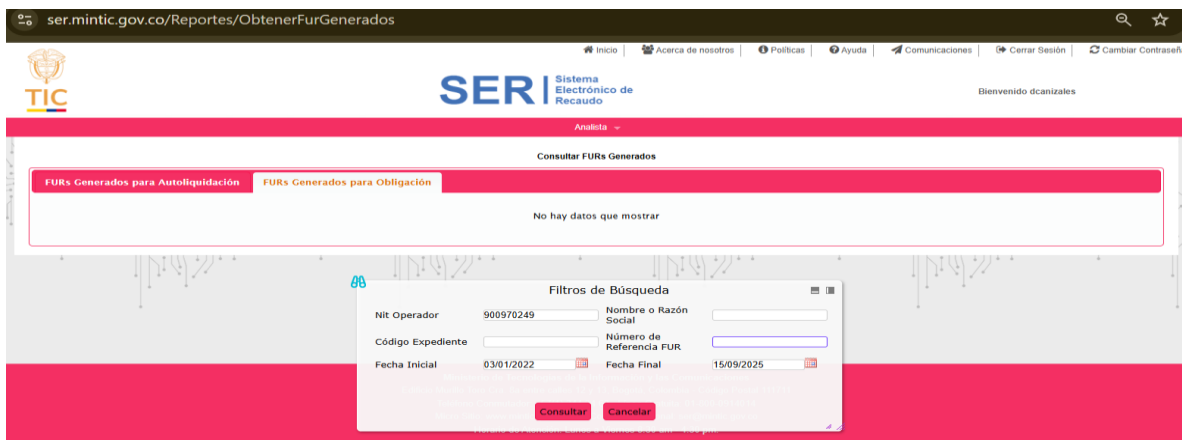 ser.mintic.gov.co/Reportes/ObtenerFurGenerados
Inicio | Acerca de nosotros | Políticas | Ayuda | Comunicaciones | Cerrar Sesión | Cambiar Contraseñ
TIC
SER | Sistema
Electrónico de
Recaudo
Bienvenido dcanizales
Analista
Consultar FURs Generados
FURs Generados para Autoliquidación FURs Generados para Obligación
No hay datos que mostrar
Filtros de Búsqueda
Nit Operador 900970249 Nombre o Razón
Social
Código Expediente Número de
Referencia FUR
Fecha Inicial 03/01/2022 Fecha Final 15/09/2025
Consultar Cancelar